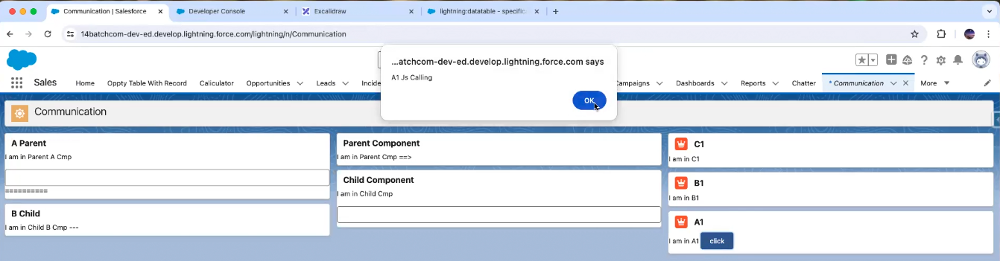 Communication | Salesforce
Developer Console
Excalidraw
lightning:datatable - specific
14batchcom-dev-ed.develop.lightning.force.com/lightning/n/Communication
...atchcom-dev-ed.develop.lightning.force.com says
A1 Js Calling
OK
Sales
Home
Oppty Table With Record
Calculator
Opportunities
Leads
Incide
ampaigns
Dashboards
Reports
Chatter
* Communication
More
Communication
A Parent
I am in Parent A Cmp
==========
B Child
I am in Child B Cmp ---
Parent Component
I am in Parent Cmp ==>
Child Component
I am in Child Cmp
C1
I am in C1
B1
I am in B1
A1
I am in A1 click